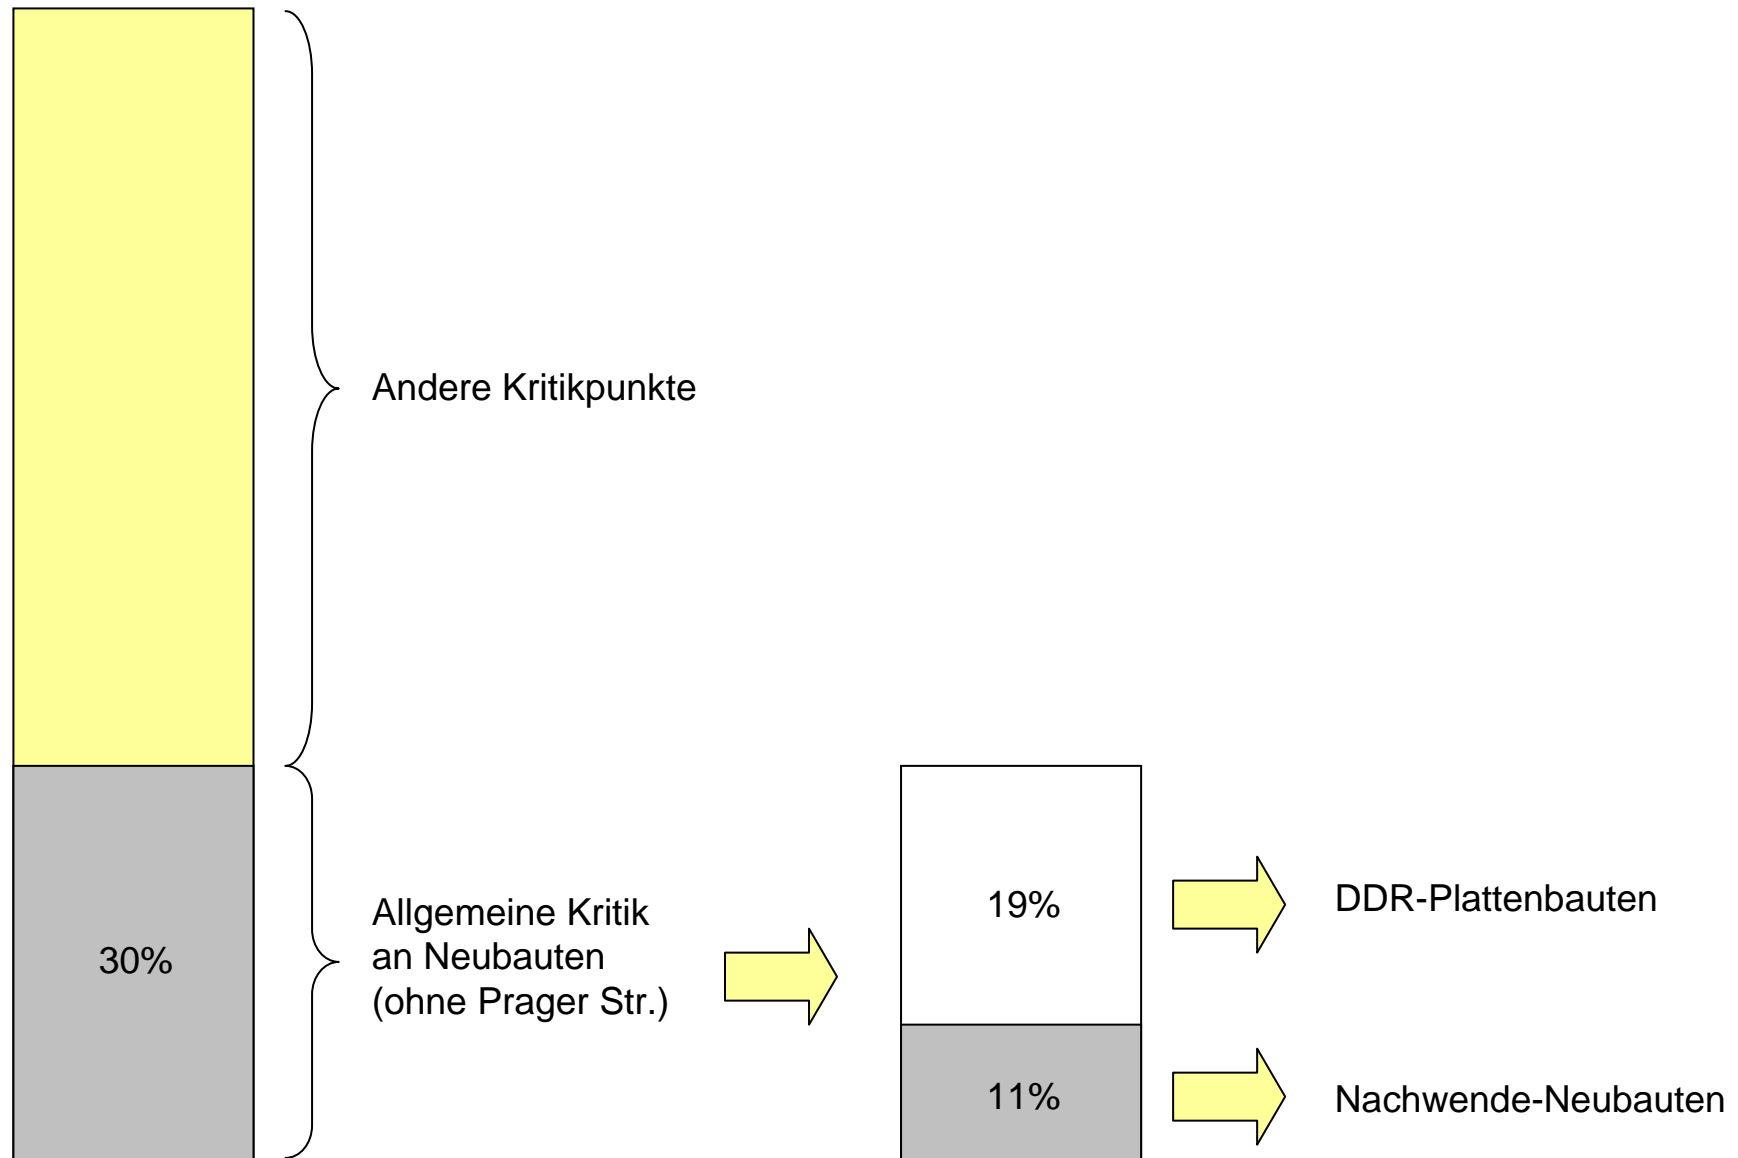 Andere Kritikpunkte
30%
Allgemeine Kritik
an Neubauten
(ohne Prager Str.)
19%
DDR-Plattenbauten
11%
Nachwende-Neubauten